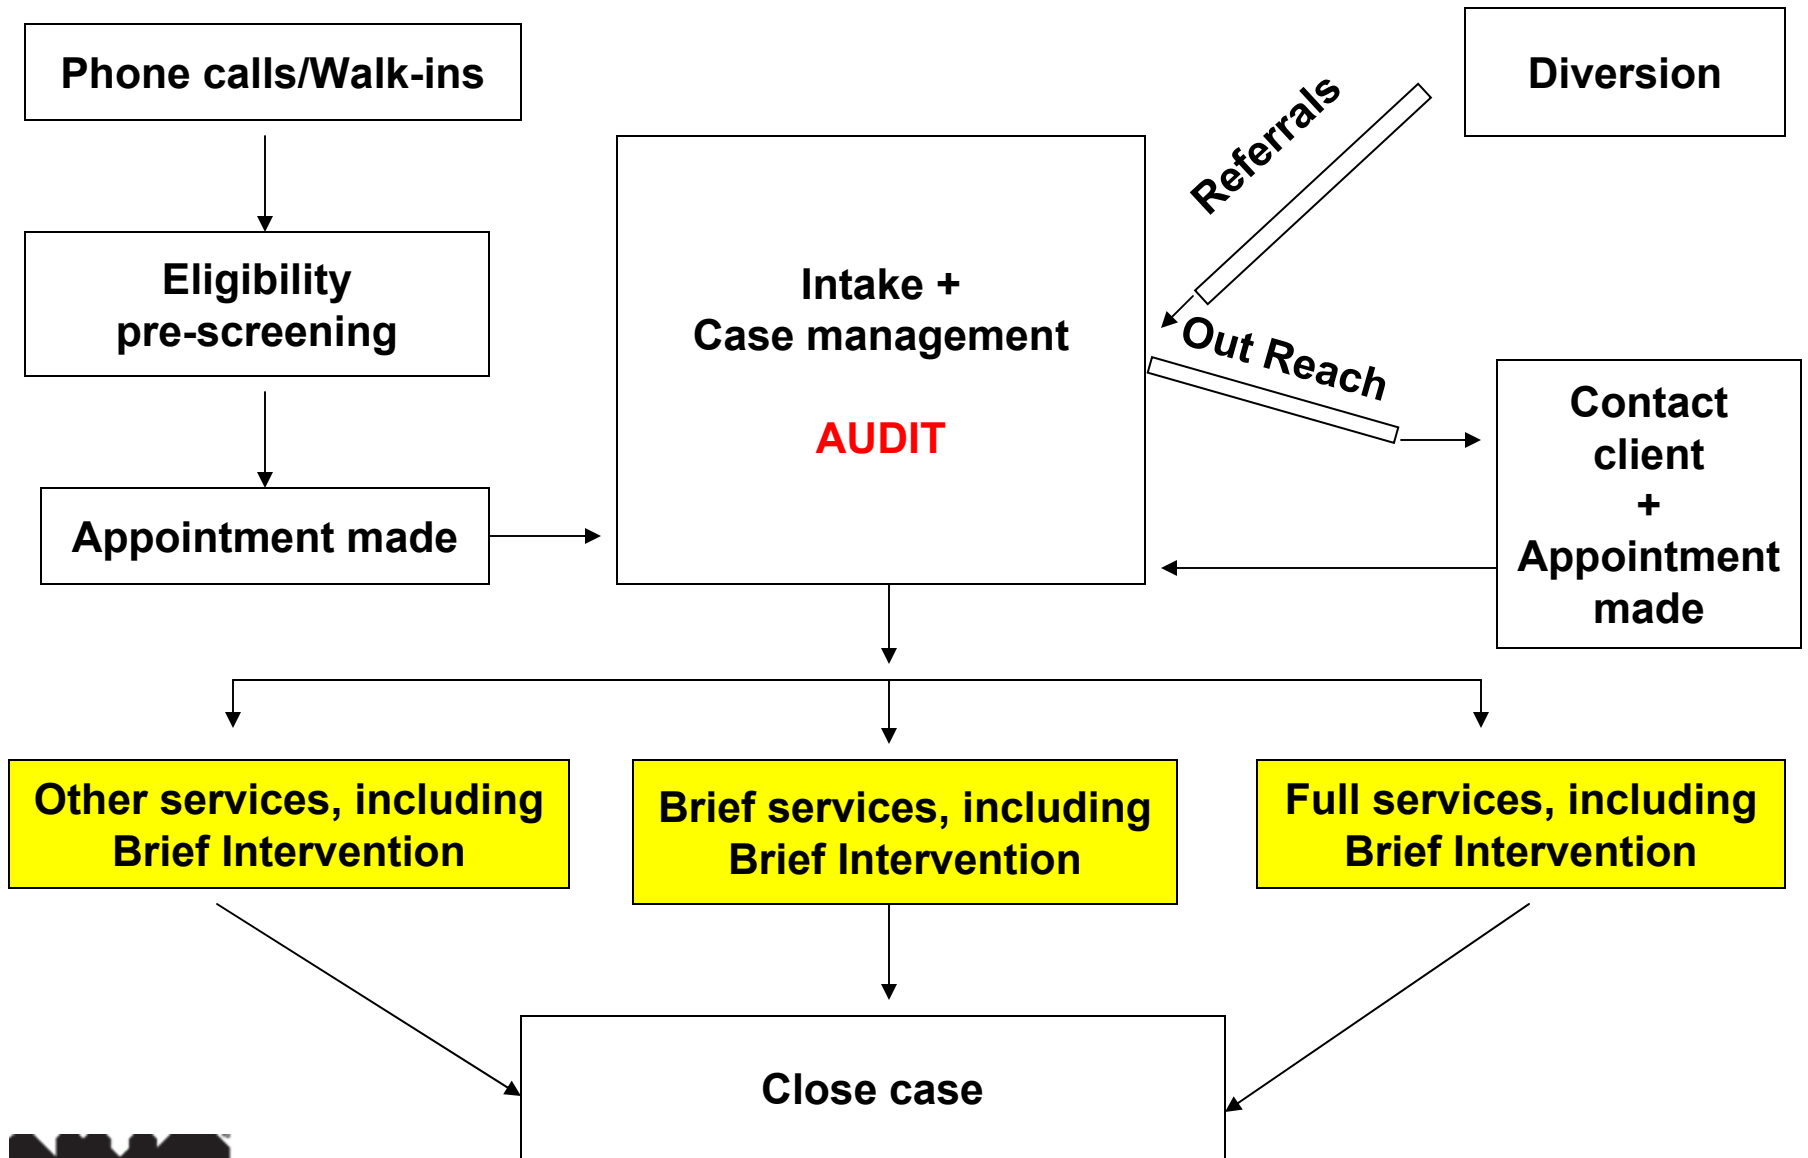 Phone calls/Walk-ins
Diversion
Referrals
Eligibility
pre-screening
Intake +
Case management
AUDIT
Out Reach
Appointment made
Contact
client
+
Appointment
made
Other services, including
Brief Intervention
Brief services, including
Brief Intervention
Full services, including
Brief Intervention
Close case